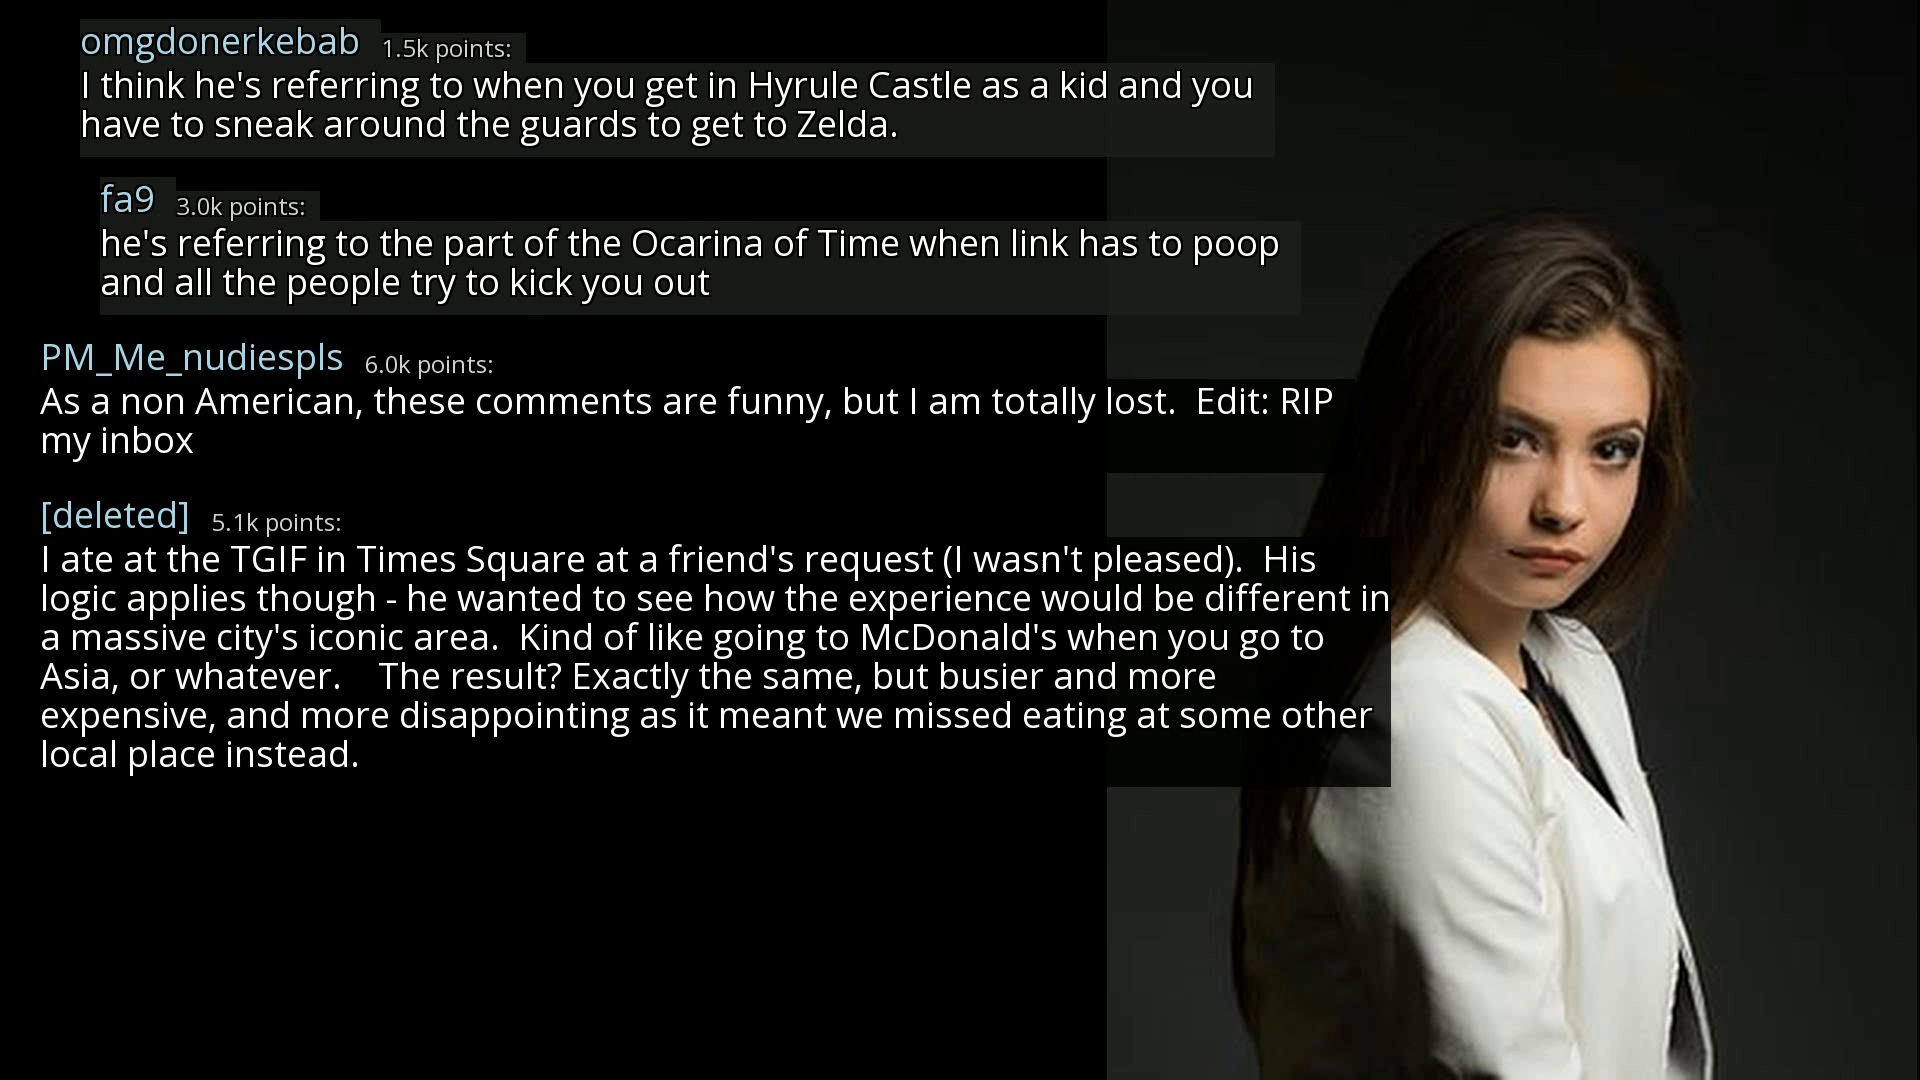 omgdonerkebab 1.5k points:
I think he's referring to when you get in Hyrule Castle as a kid and you
have to sneak around the guards to get to Zelda.
fa9 3.0k points:
he's referring to the part of the Ocarina of Time when link has to poop
and all the people try to kick you out
PM_Me_nudiespls 6.0k points:
As a non American, these comments are funny, but I am totally lost.  Edit: RIP
my inbox
[deleted] 5.1k points:
I ate at the TGIF in Times Square at a friend's request (I wasn't pleased).  His
logic applies though - he wanted to see how the experience would be different in
a massive city's iconic area.  Kind of like going to McDonald's when you go to
Asia, or whatever.    The result? Exactly the same, but busier and more
expensive, and more disappointing as it meant we missed eating at some other
local place instead.